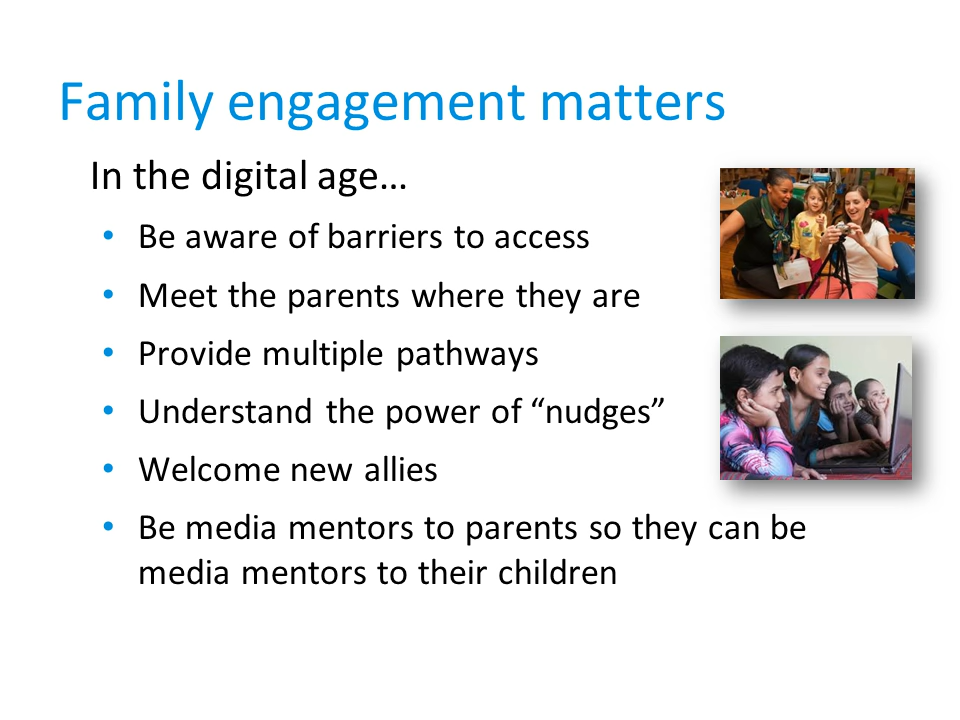 Family engagement matters
In the digital age…
• Be aware of barriers to access
• Meet the parents where they are
• Provide multiple pathways
• Understand the power of “nudges”
• Welcome new allies
• Be media mentors to parents so they can be
media mentors to their children